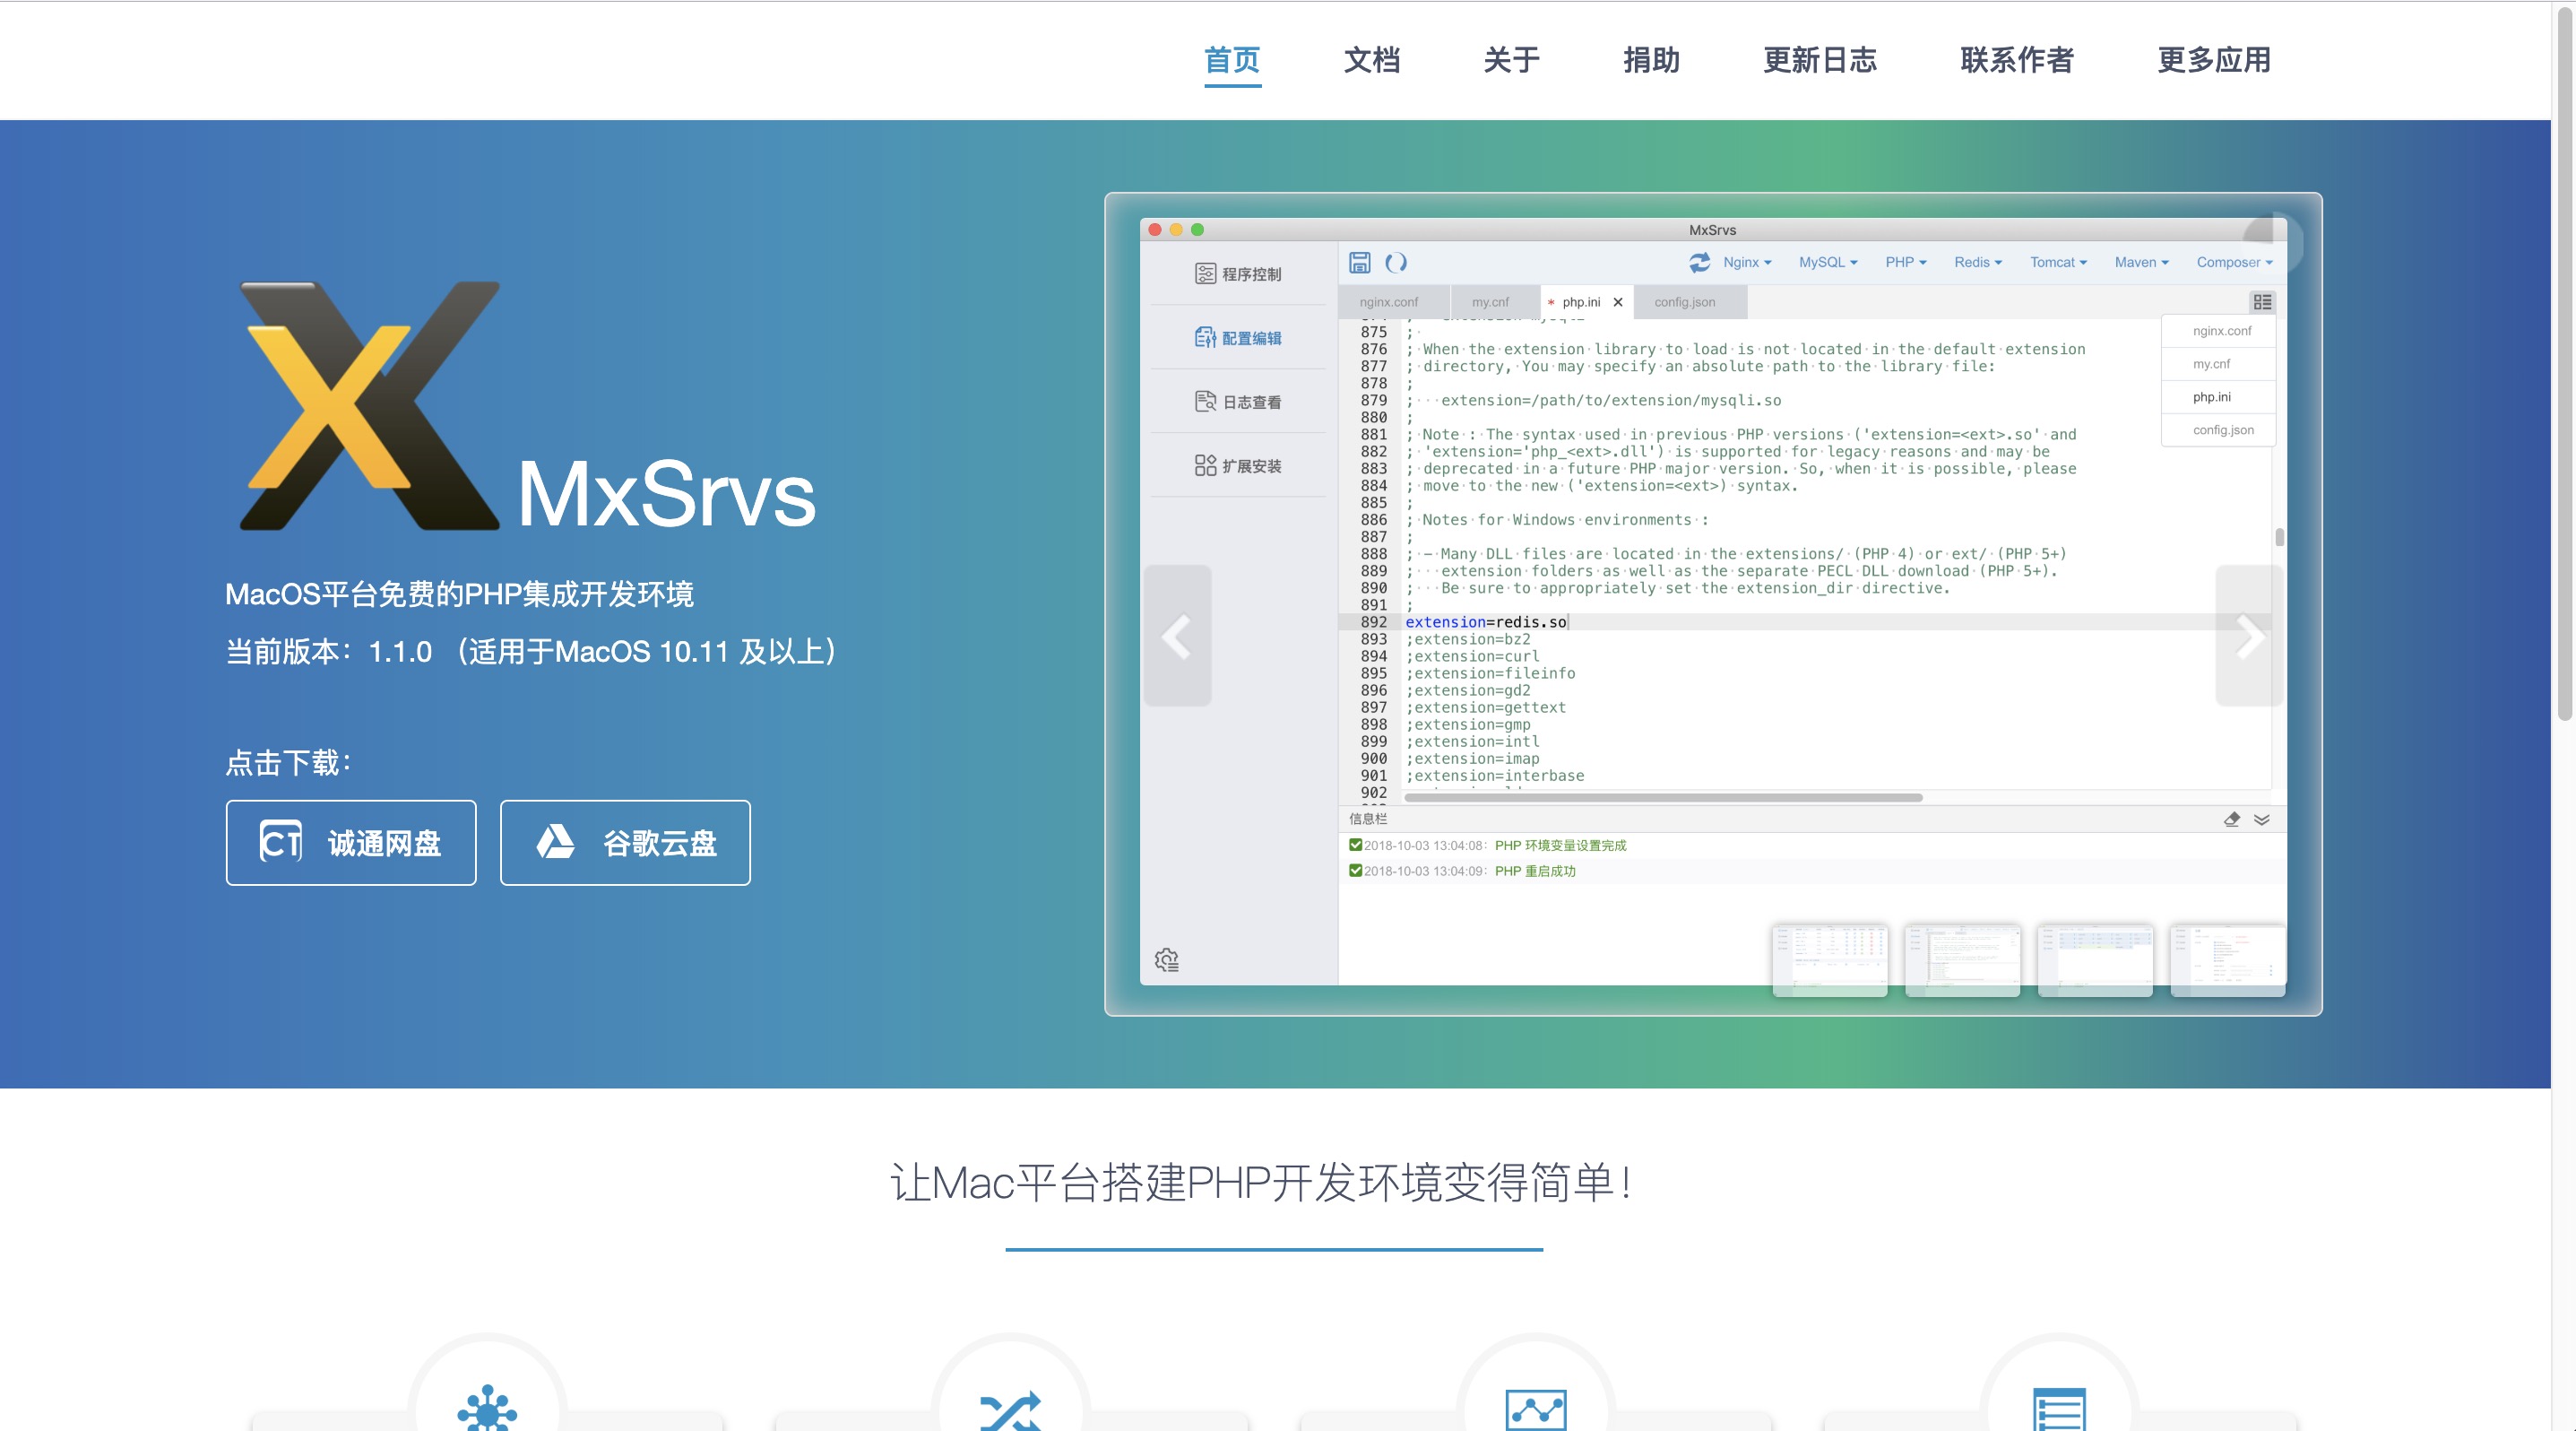 首页 文档 关于 捐助 更新日志 联系作者 更多应用
MxSrvs
MacOS平台免费的PHP集成开发环境
当前版本：1.1.0 （适用于MacOS 10.11 及以上）
点击下载：
CT 诚通网盘 谷歌云盘
MxSrvs
程序控制
配置编辑
日志查看
扩展安装
Nginx MySQL PHP Redis Tomcat Maven Composer
nginx.conf my.cnf * php.ini × config.json
nginx.conf
my.cnf
php.ini
config.json
875 ;
876 ; When the extension library to load is not located in the default extension
877 ; directory, You may specify an absolute path to the library file:
878 ;
879 ;   extension=/path/to/extension/mysqli.so
880 ;
881 ; Note : The syntax used in previous PHP versions ('extension=<ext>.so' and
882 ; 'extension='php_<ext>.dll') is supported for legacy reasons and may be
883 ; deprecated in a future PHP major version. So, when it is possible, please
884 ; move to the new ('extension=<ext>) syntax.
885 ;
886 ; Notes for Windows environments :
887 ;
888 ; - Many DLL files are located in the extensions/ (PHP 4) or ext/ (PHP 5+)
889 ;   extension folders as well as the separate PECL DLL download (PHP 5+).
890 ;   Be sure to appropriately set the extension_dir directive.
891 ;
892 extension=redis.so
893 ;extension=bz2
894 ;extension=curl
895 ;extension=fileinfo
896 ;extension=gd2
897 ;extension=gettext
898 ;extension=gmp
899 ;extension=intl
900 ;extension=imap
901 ;extension=interbase
902
信息栏
2018-10-03 13:04:08： PHP 环境变量设置完成
2018-10-03 13:04:09： PHP 重启成功
让Mac平台搭建PHP开发环境变得简单！